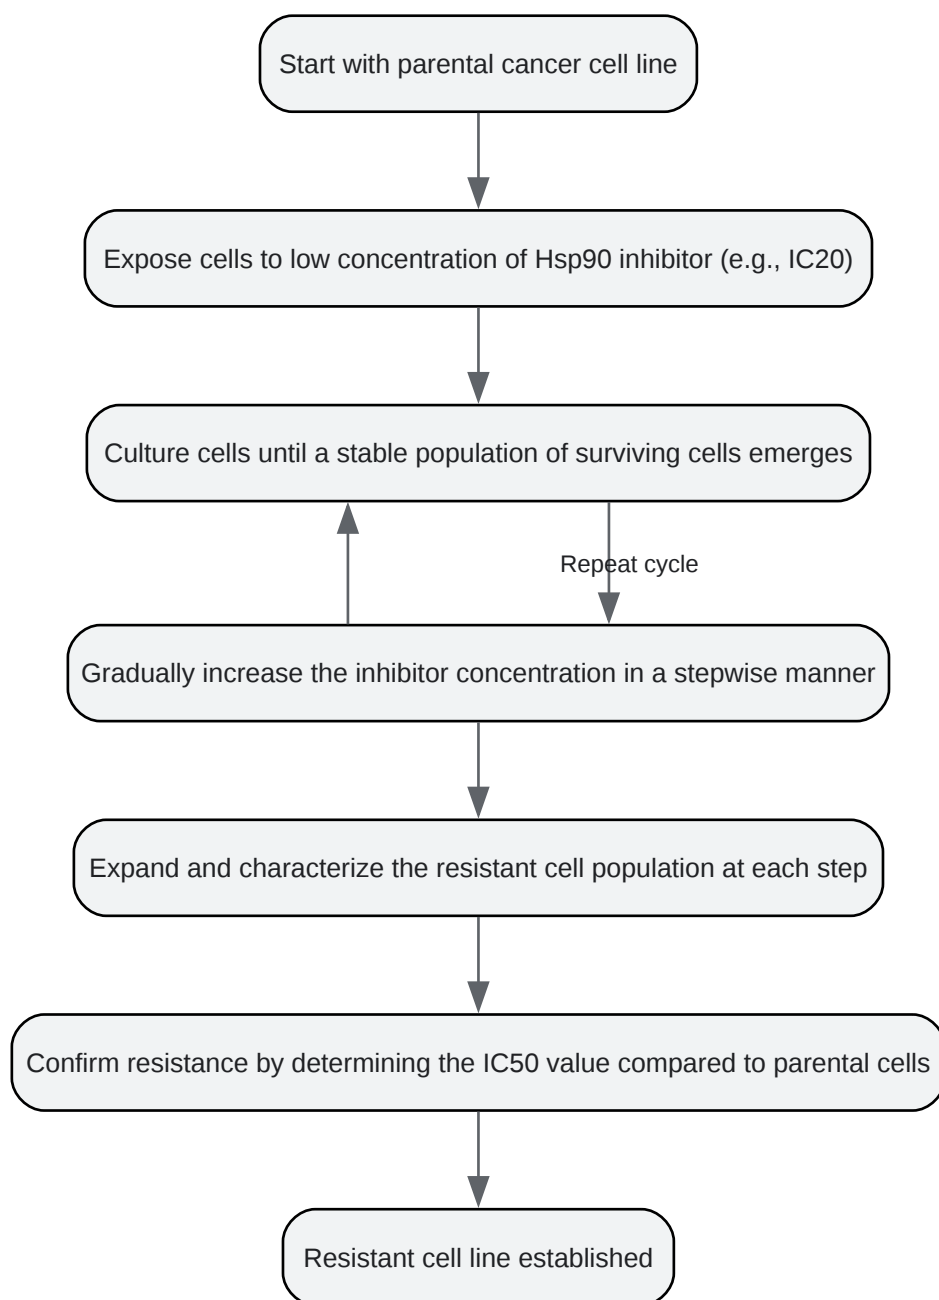 Start with parental cancer cell line
Expose cells to low concentration of Hsp90 inhibitor (e.g., IC20)
Culture cells until a stable population of surviving cells emerges
Repeat cycle
Gradually increase the inhibitor concentration in a stepwise manner
Expand and characterize the resistant cell population at each step
Confirm resistance by determining the IC50 value compared to parental cells
Resistant cell line established